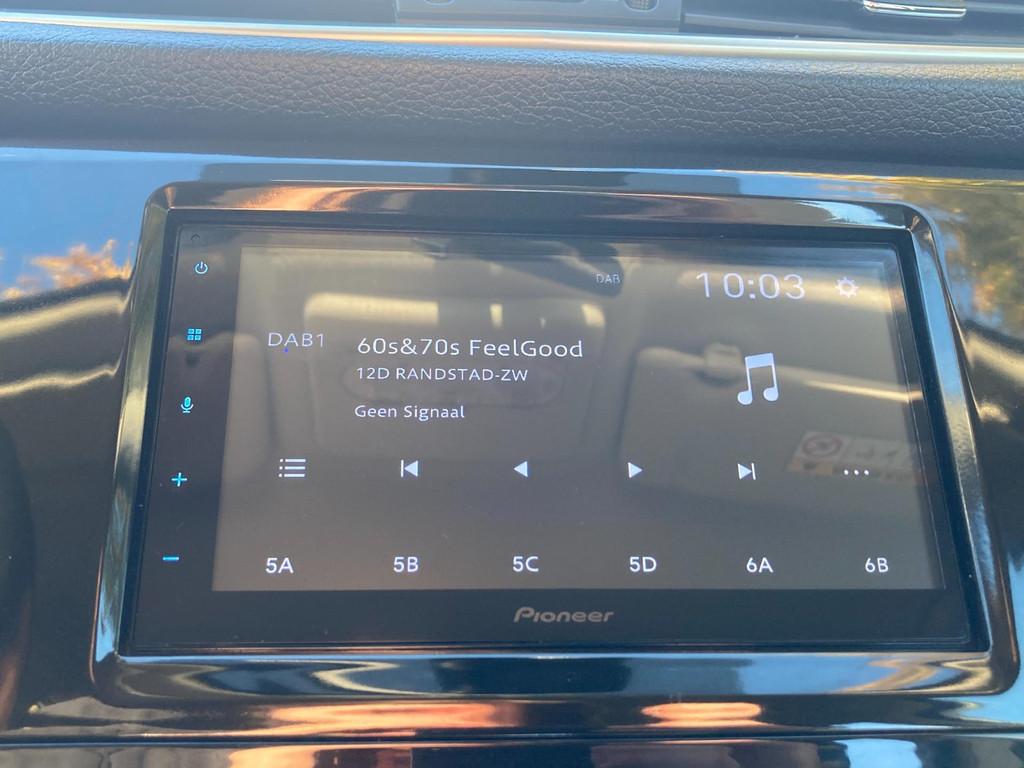 DAB
10:03
DAB1
60s&70s FeelGood
12D RANDSTAD-ZW
Geen Signaal
5A 5B 5C 5D 6A 6B
Pioneer